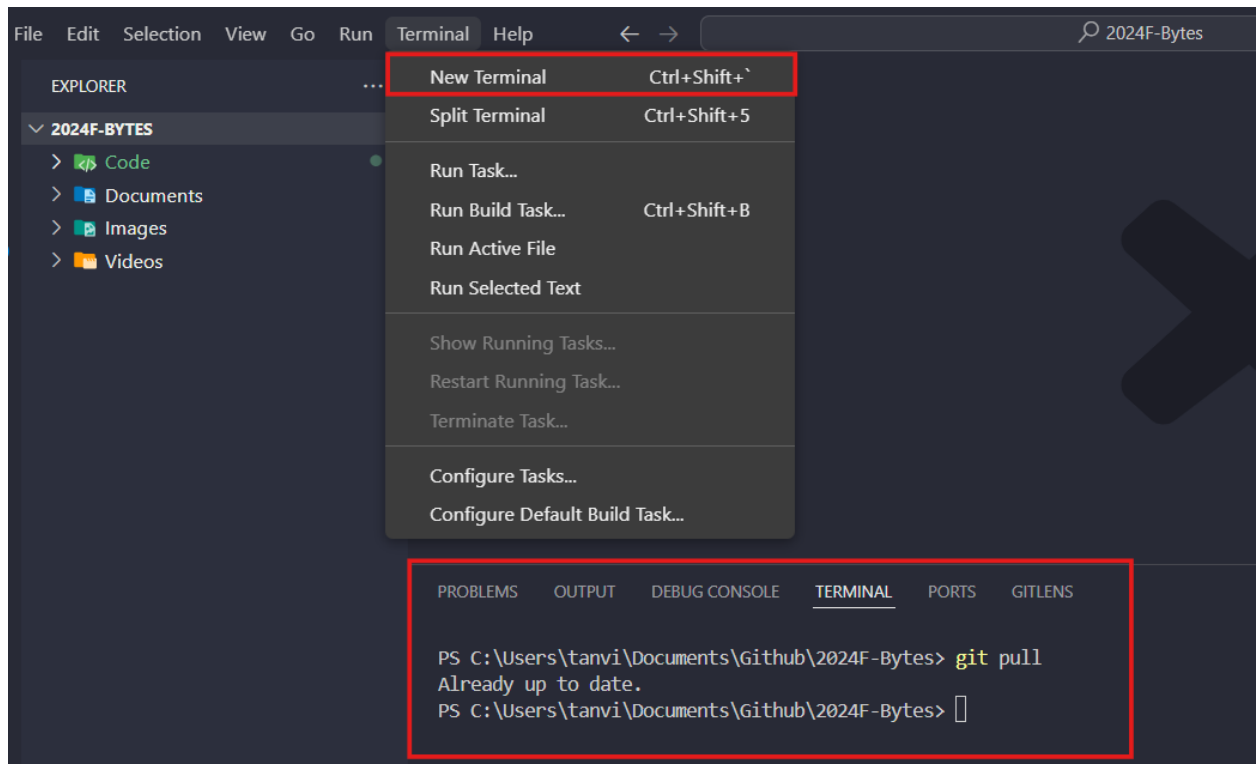 File Edit Selection View Go Run Terminal Help ← → 2024F-Bytes
EXPLORER ...
2024F-BYTES
Code
Documents
Images
Videos
New Terminal Ctrl+Shift+`
Split Terminal Ctrl+Shift+5
Run Task...
Run Build Task... Ctrl+Shift+B
Run Active File
Run Selected Text
Show Running Tasks...
Restart Running Task...
Terminate Task...
Configure Tasks...
Configure Default Build Task...
PROBLEMS OUTPUT DEBUG CONSOLE TERMINAL PORTS GITLENS
PS C:\Users\tanvi\Documents\Github\2024F-Bytes> git pull
Already up to date.
PS C:\Users\tanvi\Documents\Github\2024F-Bytes>